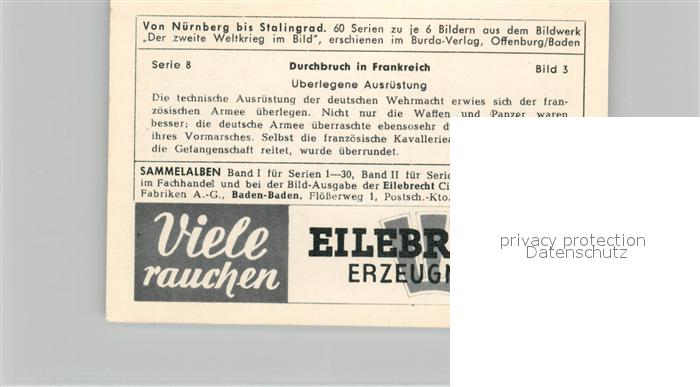 Von Nürnberg bis Stalingrad. 60 Serien zu je 6 Bildern aus dem Bildwerk
„Der zweite Weltkrieg im Bild", erschienen im Burda-Verlag, Offenburg/Baden
Serie 8 Durchbruch in Frankreich Bild 3
Überlegene Ausrüstung
Die technische Ausrüstung der deutschen Wehrmacht erwies sich der fran-
zösischen Armee überlegen. Nicht nur die Waffen und Panzer waren
besser; die deutsche Armee überraschte ebensosehr
ihres Vormarsches. Selbst die französische
die Gefangenschaft reitet, wurde überrundet.
SAMMELALBEN Band I für Serien 1—30, Band II für
im Fachhandel und bei der Bild-Ausgabe der Eilebrecht
Fabriken A.-G., Baden-Baden, Flößerweg 1, Postsch.-Kto.
Viele EILEBR
rauchen ERZEUG
privacy protection
Datenschutz